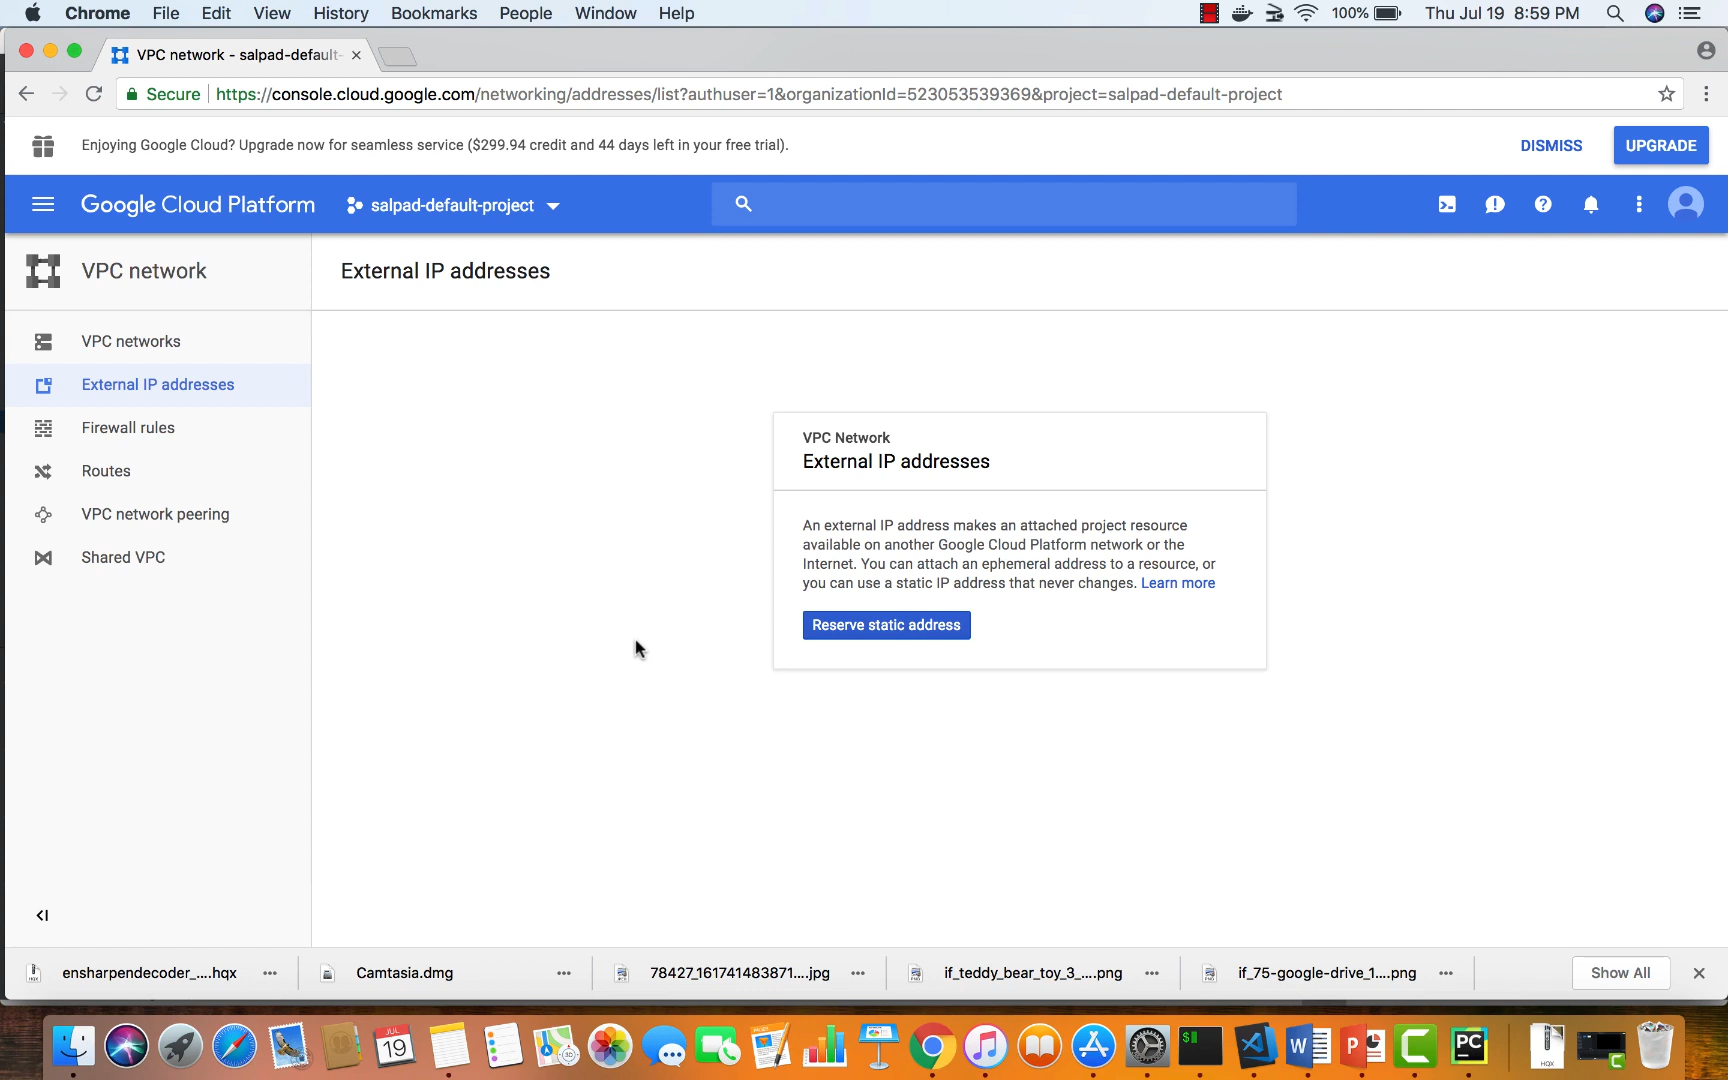 Chrome File Edit View History Bookmarks People Window Help 100% Thu Jul 19 8:59 PM
VPC network - salpad-default-
Secure https://console.cloud.google.com/networking/addresses/list?authuser=1&organizationId=523053539369&project=salpad-default-project
Enjoying Google Cloud? Upgrade now for seamless service ($299.94 credit and 44 days left in your free trial). DISMISS UPGRADE
Google Cloud Platform salpad-default-project
VPC network
External IP addresses
VPC networks
External IP addresses
Firewall rules
Routes
VPC network peering
Shared VPC
VPC Network
External IP addresses
An external IP address makes an attached project resource
available on another Google Cloud Platform network or the
Internet. You can attach an ephemeral address to a resource, or
you can use a static IP address that never changes. Learn more
Reserve static address
ensharpendecoder_....hqx Camtasia.dmg 78427_161741483871....jpg if_teddy_bear_toy_3_....png if_75-google-drive_1....png Show All
JUL
19
PAGES
3D
$
W
P
C
PC
HQX